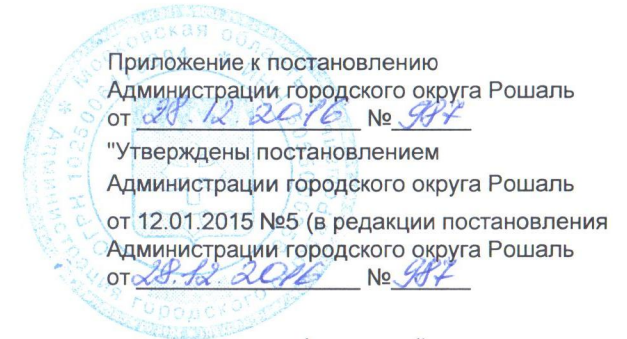 Приложение к постановлению
Администрации городского округа Рошаль
от 28.12.2016 № 987
"Утверждены постановлением
Администрации городского округа Рошаль
от 12.01.2015 №5 (в редакции постановления
Администрации городского округа Рошаль
от 28.12.2016 № 987